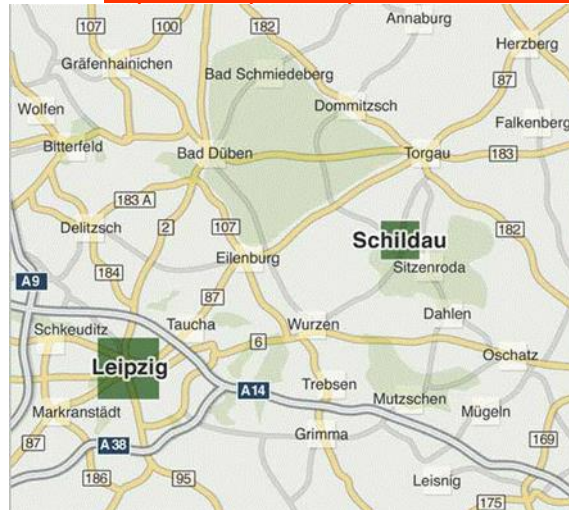 Annaburg
107
100
182
Herzberg
Gräfenhainichen
Bad Schmiedeberg
87
Wolfen
Dommitzsch
Falkenberg
Bitterfeld
Bad Düben
Torgau
183
183 A
Delitzsch
2
107
Schildau
182
Eilenburg
Sitzenroda
A9
184
87
Dahlen
Schkeuditz
Taucha
Wurzen
6
Oschatz
Leipzig
Trebsen
A14
Mutzschen
Markranstädt
Mügeln
Grimma
87
A38
169
186
95
Leisnig
175